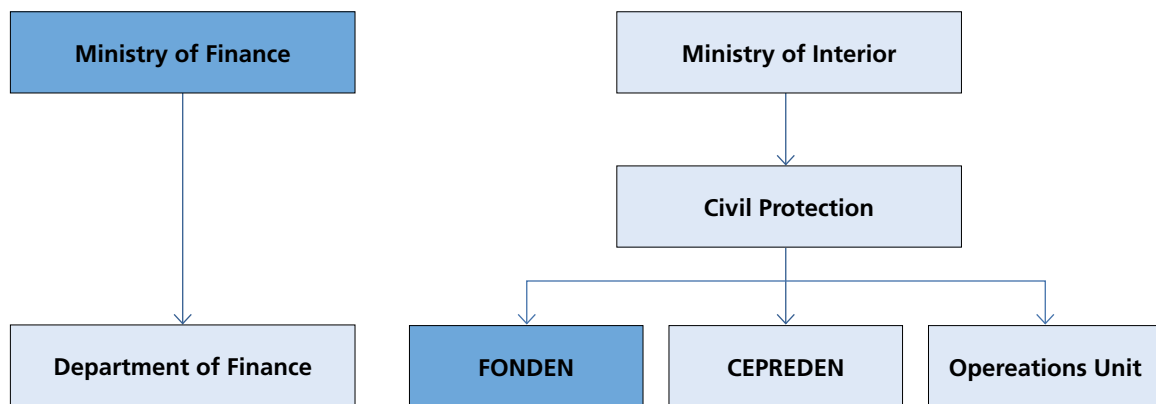 Ministry of Finance
Ministry of Interior
Civil Protection
Department of Finance
FONDEN
CEPREDEN
Opereations Unit